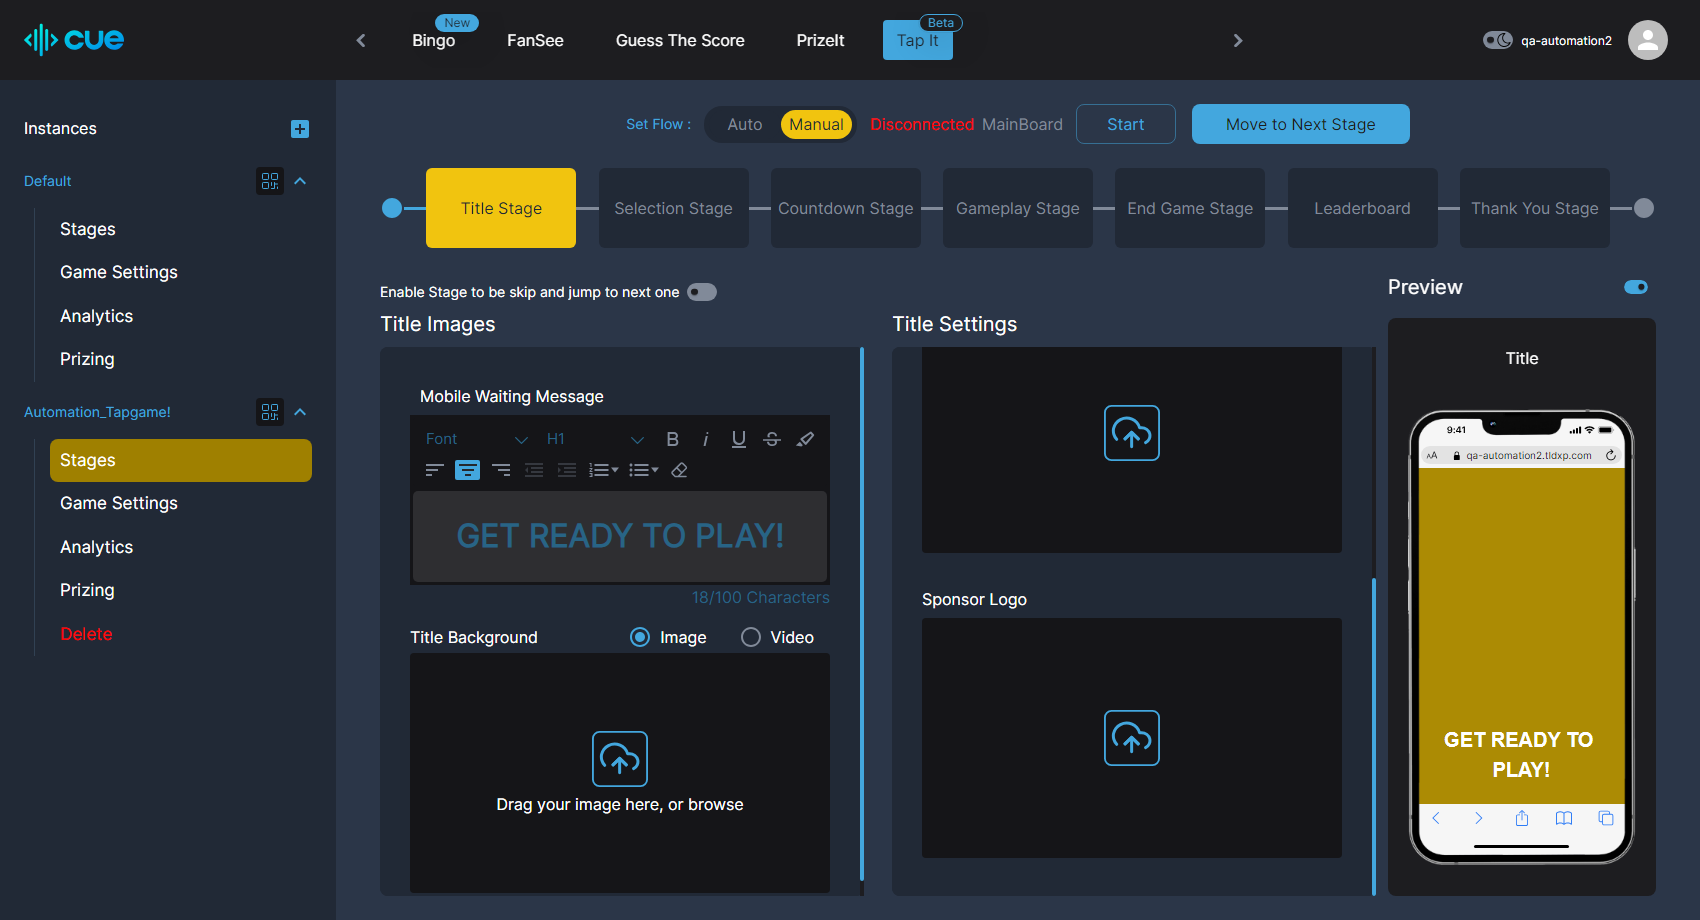 cue
New
Bingo
FanSee
Guess The Score
PrizeIt
Beta
Tap It
qa-automation2
Instances
Default
Stages
Game Settings
Analytics
Prizing
Automation_Tapgame!
Stages
Game Settings
Analytics
Prizing
Delete
Set Flow :
Auto
Manual
Disconnected
MainBoard
Start
Move to Next Stage
Title Stage
Selection Stage
Countdown Stage
Gameplay Stage
End Game Stage
Leaderboard
Thank You Stage
Enable Stage to be skip and jump to next one
Title Images
Mobile Waiting Message
Font
H1
B
i
U
S
GET READY TO PLAY!
18/100 Characters
Title Background
Image
Video
Drag your image here, or browse
Title Settings
Sponsor Logo
Preview
Title
9:41
AA
qa-automation2.tldxp.com
GET READY TO
PLAY!